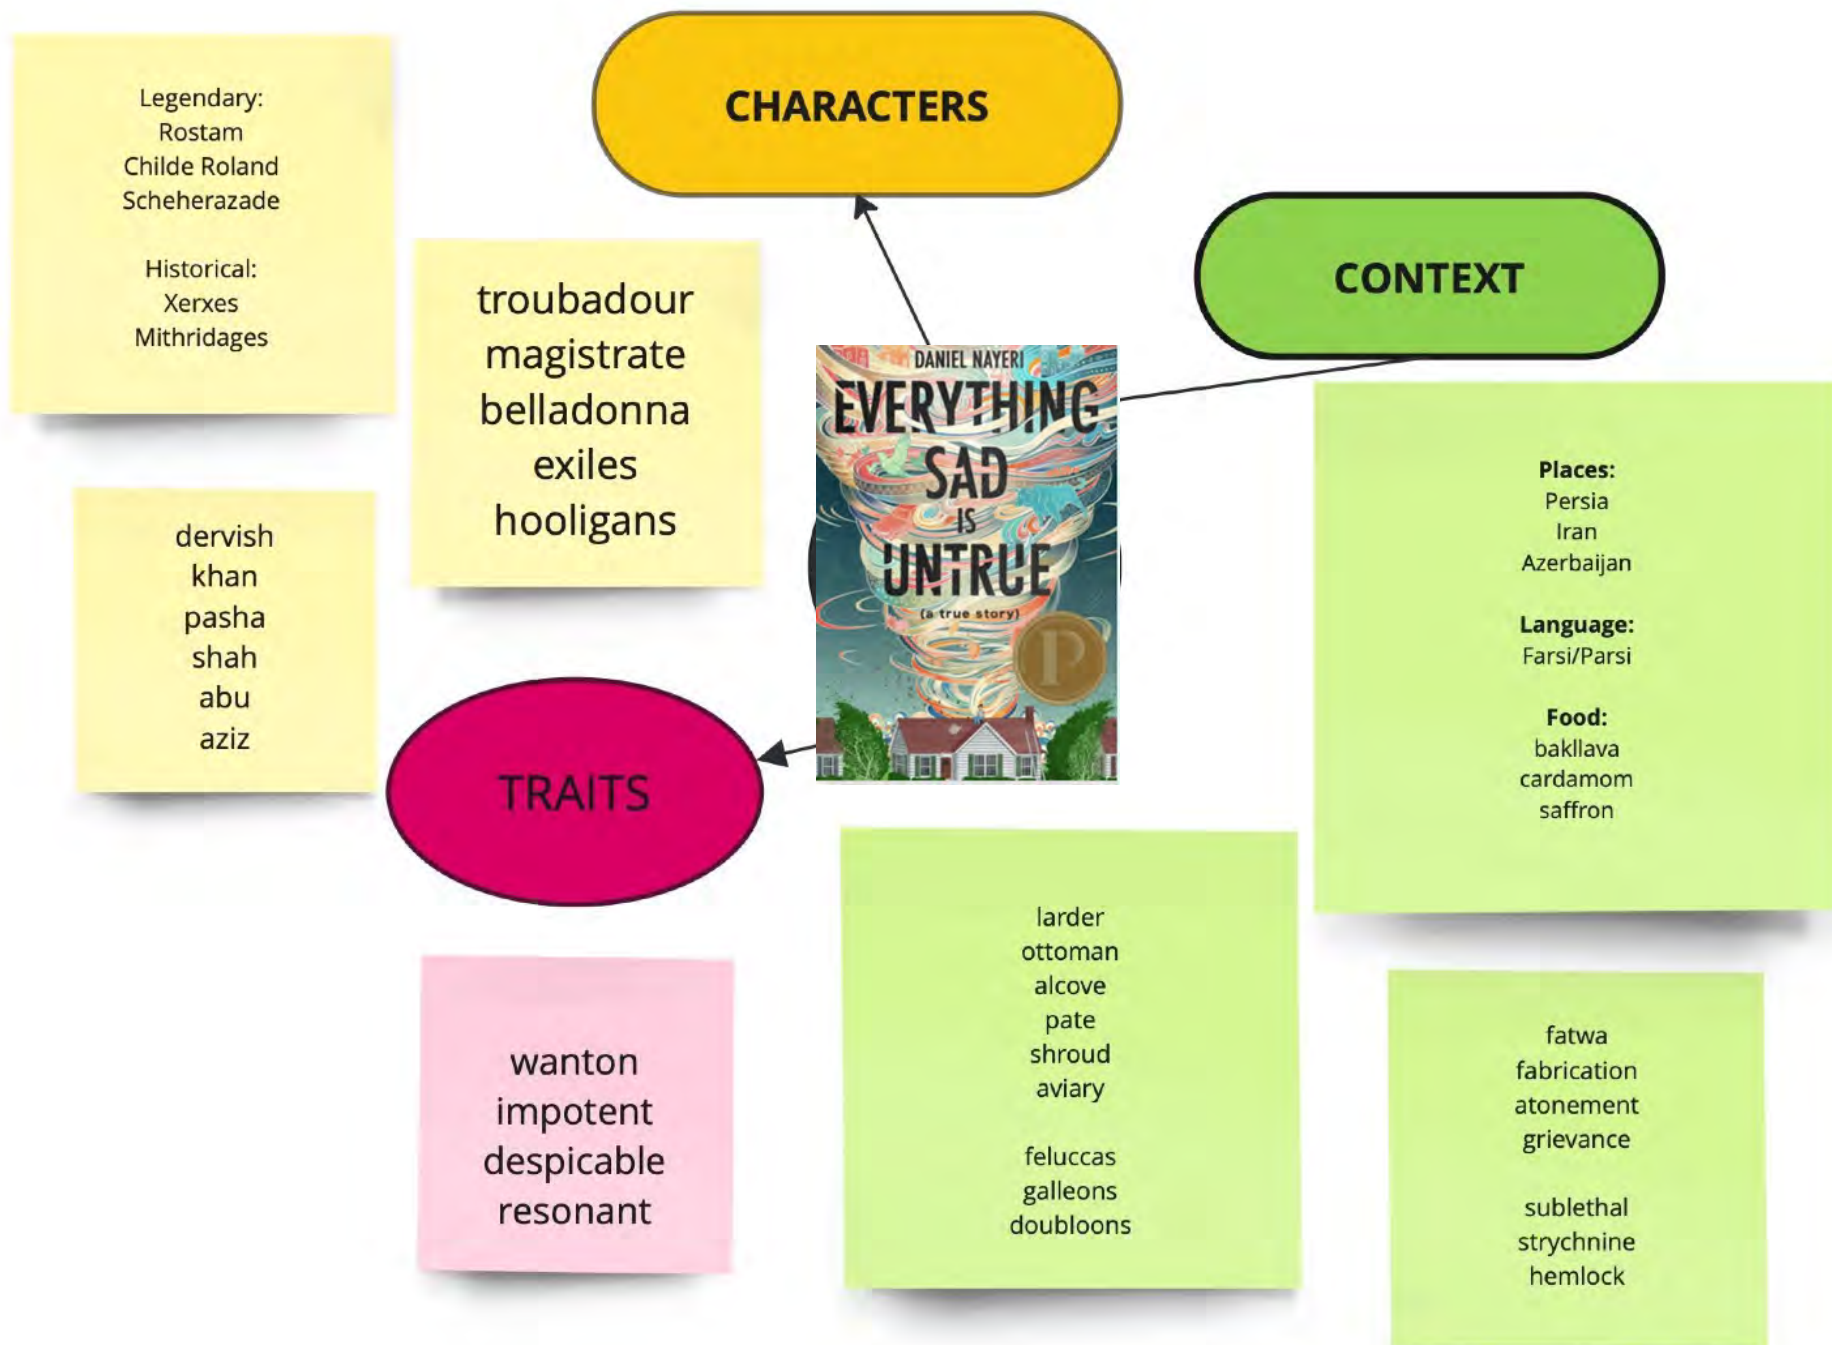 CHARACTERS
CONTEXT
Legendary:
Rostam
Childe Roland
Scheherazade
Historical:
Xerxes
Mithridages
troubadour
magistrate
belladonna
exiles
hooligans
dervish
khan
pasha
shah
abu
aziz
DANIEL NAYERI
EVERYTHING
SAD
IS
UNTRUE
(a true story)
P
TRAITS
wanton
impotent
despicable
resonant
Places:
Persia
Iran
Azerbaijan
Language:
Farsi/Parsi
Food:
bakllava
cardamom
saffron
larder
ottoman
alcove
pate
shroud
aviary
feluccas
galleons
doubloons
fatwa
fabrication
atonement
grievance
sublethal
strychnine
hemlock